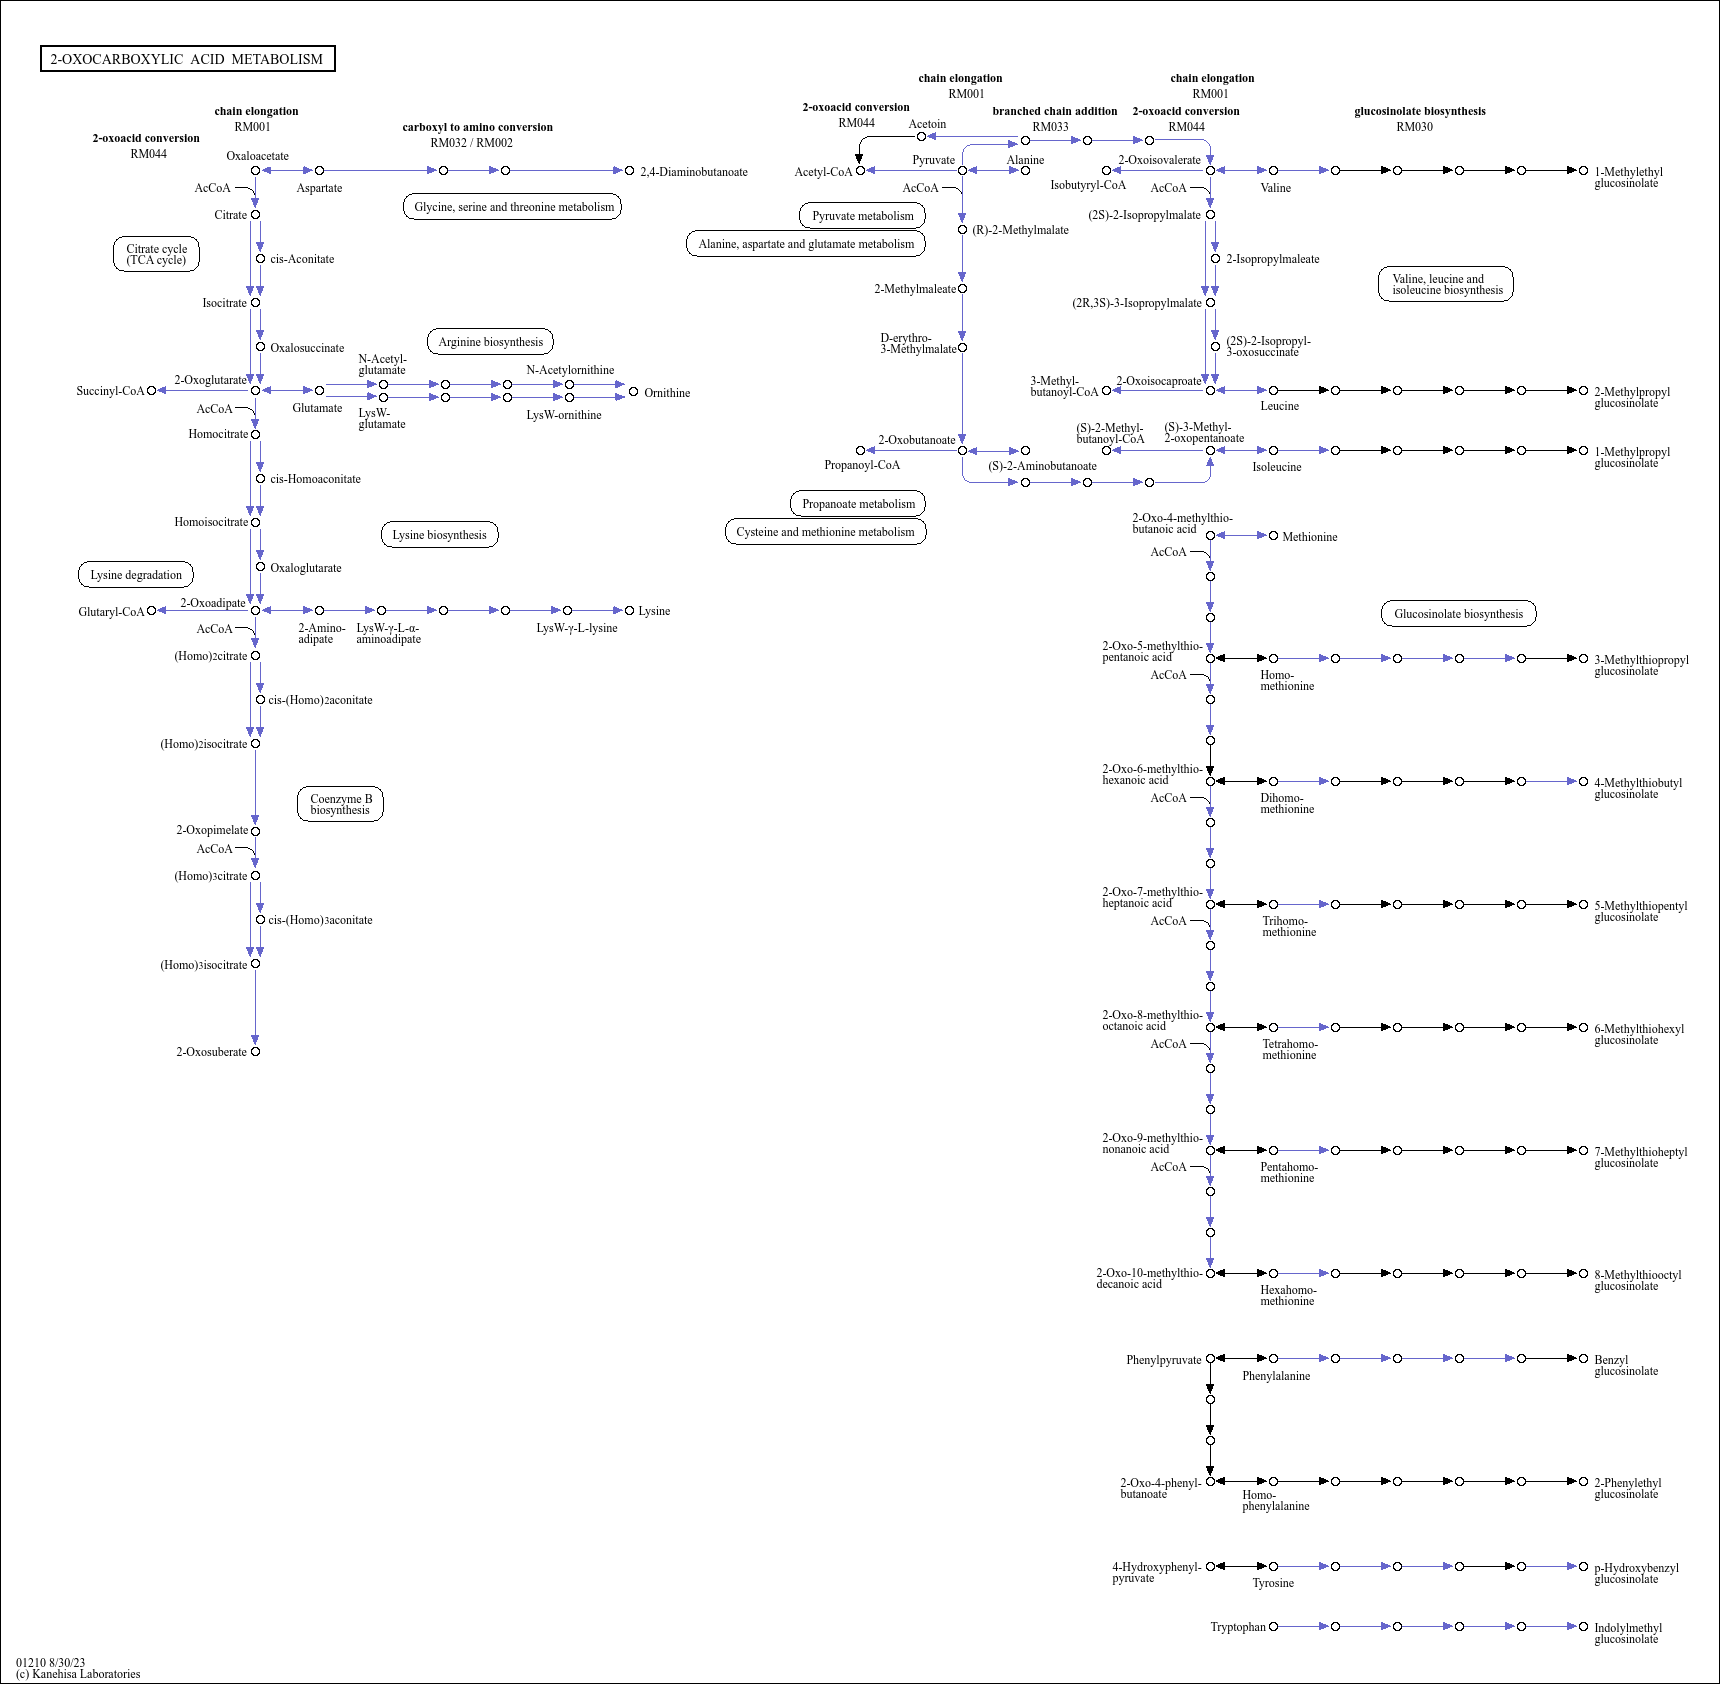 2-OXOCARBOXYLIC ACID METABOLISM
chain elongation
RM001
2-oxoacid conversion
RM044
carboxyl to amino conversion
RM032 / RM002
Oxaloacetate
Aspartate
2,4-Diaminobutanoate
AcCoA
Citrate
Glycine, serine and threonine metabolism
Citrate cycle
(TCA cycle)
cis-Aconitate
Isocitrate
Oxalosuccinate
Arginine biosynthesis
N-Acetyl-
glutamate
N-Acetylornithine
2-Oxoglutarate
Succinyl-CoA
Ornithine
AcCoA
Glutamate
LysW-
glutamate
LysW-ornithine
Homocitrate
cis-Homoaconitate
Homoisocitrate
Lysine biosynthesis
Oxaloglutarate
Lysine degradation
2-Oxoadipate
Glutaryl-CoA
Lysine
AcCoA
2-Amino-
adipate
LysW-γ-L-α-
aminoadipate
LysW-γ-L-lysine
(Homo)2citrate
cis-(Homo)2aconitate
(Homo)2isocitrate
Coenzyme B
biosynthesis
2-Oxopimelate
AcCoA
(Homo)3citrate
cis-(Homo)3aconitate
(Homo)3isocitrate
2-Oxosuberate
chain elongation
RM001
2-oxoacid conversion
RM044
Acetoin
branched chain addition
RM033
Acetyl-CoA
Pyruvate
Alanine
AcCoA
Pyruvate metabolism
Alanine, aspartate and glutamate metabolism
(R)-2-Methylmalate
2-Methylmaleate
D-erythro-
3-Methylmalate
2-Oxobutanoate
Propanoyl-CoA
(S)-2-Aminobutanoate
Propanoate metabolism
Cysteine and methionine metabolism
chain elongation
RM001
2-oxoacid conversion
RM044
glucosinolate biosynthesis
RM030
2-Oxoisovalerate
Isobutyryl-CoA
AcCoA
Valine
1-Methylethyl
glucosinolate
(2S)-2-Isopropylmalate
2-Isopropylmaleate
Valine, leucine and
isoleucine biosynthesis
(2R,3S)-3-Isopropylmalate
(2S)-2-Isopropyl-
3-oxosuccinate
3-Methyl-
butanoyl-CoA
2-Oxoisocaproate
Leucine
2-Methylpropyl
glucosinolate
(S)-2-Methyl-
butanoyl-CoA
(S)-3-Methyl-
2-oxopentanoate
Isoleucine
1-Methylpropyl
glucosinolate
2-Oxo-4-methylthio-
butanoic acid
Methionine
AcCoA
Glucosinolate biosynthesis
2-Oxo-5-methylthio-
pentanoic acid
AcCoA
Homo-
methionine
3-Methylthiopropyl
glucosinolate
2-Oxo-6-methylthio-
hexanoic acid
AcCoA
Dihomo-
methionine
4-Methylthiobutyl
glucosinolate
2-Oxo-7-methylthio-
heptanoic acid
AcCoA
Trihomo-
methionine
5-Methylthiopentyl
glucosinolate
2-Oxo-8-methylthio-
octanoic acid
AcCoA
Tetrahomo-
methionine
6-Methylthiohexyl
glucosinolate
2-Oxo-9-methylthio-
nonanoic acid
AcCoA
Pentahomo-
methionine
7-Methylthioheptyl
glucosinolate
2-Oxo-10-methylthio-
decanoic acid
Hexahomo-
methionine
8-Methylthiooctyl
glucosinolate
Phenylpyruvate
Phenylalanine
Benzyl
glucosinolate
2-Oxo-4-phenyl-
butanoate
Homo-
phenylalanine
2-Phenylethyl
glucosinolate
4-Hydroxyphenyl-
pyruvate
Tyrosine
p-Hydroxybenzyl
glucosinolate
Tryptophan
Indolylmethyl
glucosinolate
01210 8/30/23
(c) Kanehisa Laboratories